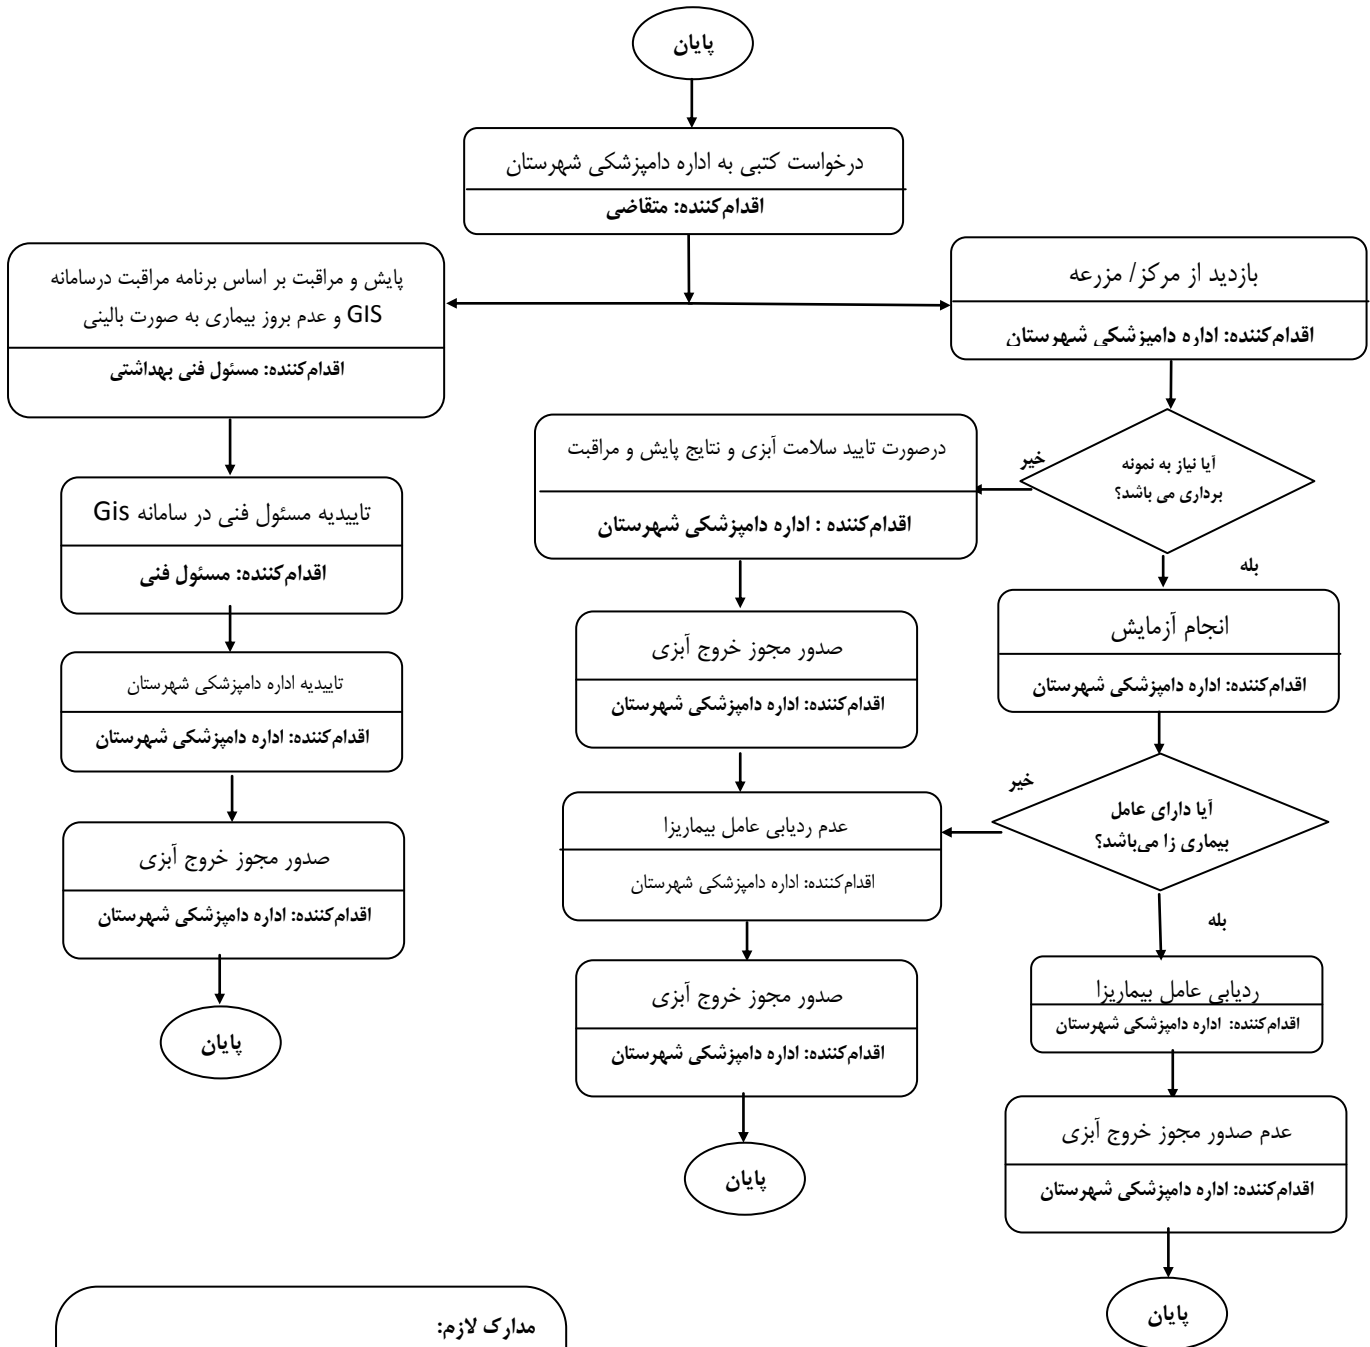 پایان
درخواست کتبی به اداره دامپزشکی شهرستان
اقدام‌کننده: متقاضی
بازدید از مرکز/ مزرعه
اقدام‌کننده: اداره دامپزشکی شهرستان
پایش و مراقبت بر اساس برنامه مراقبت درسامانه
GIS و عدم بروز بیماری به صورت بالینی
اقدام‌کننده: مسئول فنی بهداشتی
آیا نیاز به نمونه
برداری می باشد؟
خیر
بله
درصورت تایید سلامت آبزی و نتایج پایش و مراقبت
اقدام‌کننده : اداره دامپزشکی شهرستان
تاییدیه مسئول فنی در سامانه Gis
اقدام‌کننده: مسئول فنی
انجام آزمایش
اقدام‌کننده: اداره دامپزشکی شهرستان
صدور مجوز خروج آبزی
اقدام‌کننده: اداره دامپزشکی شهرستان
تاییدیه اداره دامپزشکی شهرستان
اقدام‌کننده: اداره دامپزشکی شهرستان
آیا دارای عامل
بیماری زا می‌باشد؟
خیر
بله
عدم ردیابی عامل بیماریزا
اقدام‌کننده: اداره دامپزشکی شهرستان
صدور مجوز خروج آبزی
اقدام‌کننده: اداره دامپزشکی شهرستان
ردیابی عامل بیماریزا
اقدام‌کننده: اداره دامپزشکی شهرستان
صدور مجوز خروج آبزی
اقدام‌کننده: اداره دامپزشکی شهرستان
پایان
عدم صدور مجوز خروج آبزی
اقدام‌کننده: اداره دامپزشکی شهرستان
پایان
پایان
مدارک لازم: